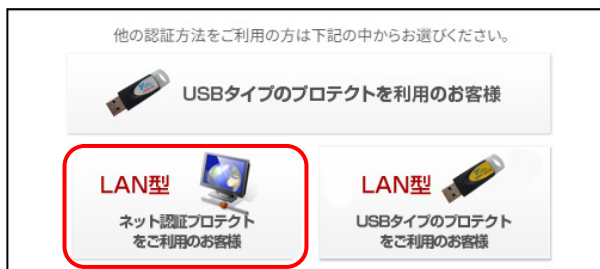 他の認証方法をご利用の方は下記の中からお選びください。
USBタイプのプロテクトを利用のお客様
LAN型
ネット認証プロテクト
をご利用のお客様
LAN型
USBタイプのプロテクト
をご利用のお客様